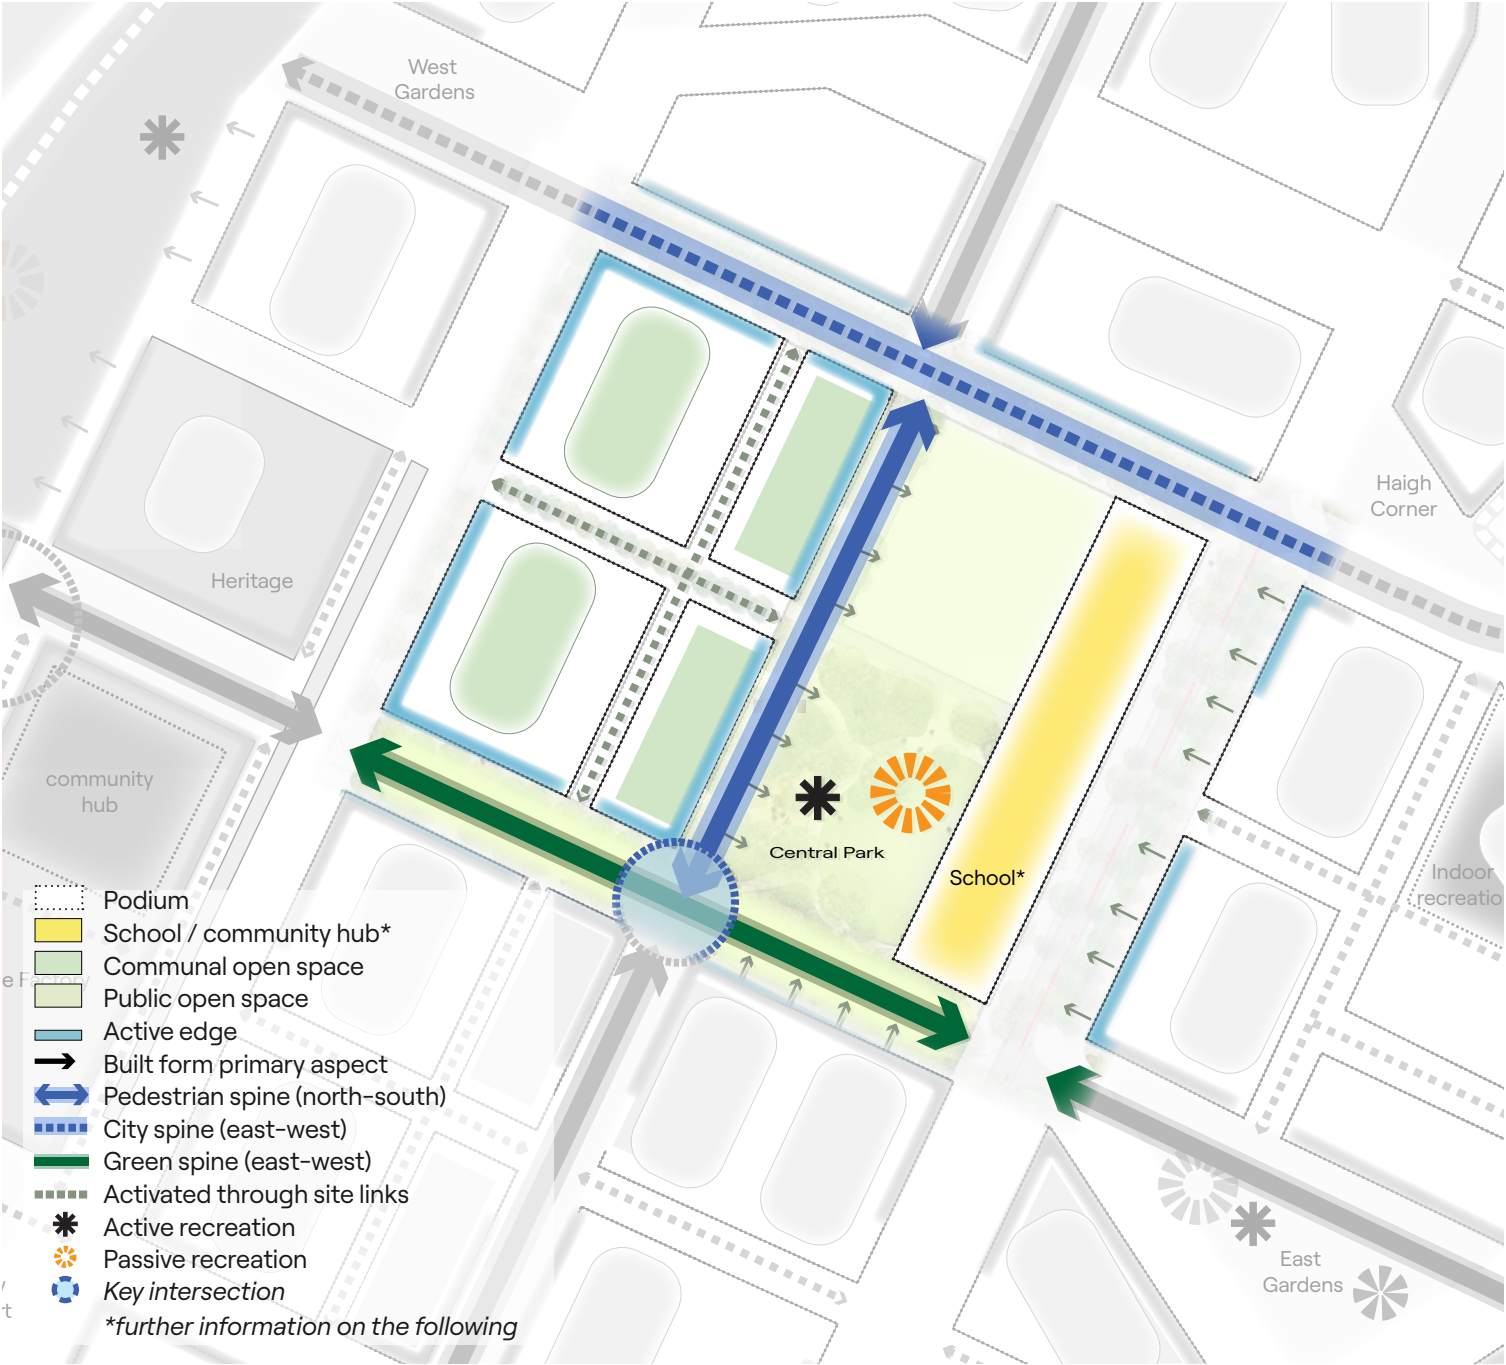 West
Gardens
Haigh
Corner
Heritage
community
hub
Central Park
School*
Indoor
recreatio
Podium
School / community hub*
Communal open space
e Factory
Public open space
Active edge
Built form primary aspect
Pedestrian spine (north-south)
City spine (east-west)
Green spine (east-west)
Activated through site links
Active recreation
Passive recreation
Key intersection
*further information on the following
East
Gardens